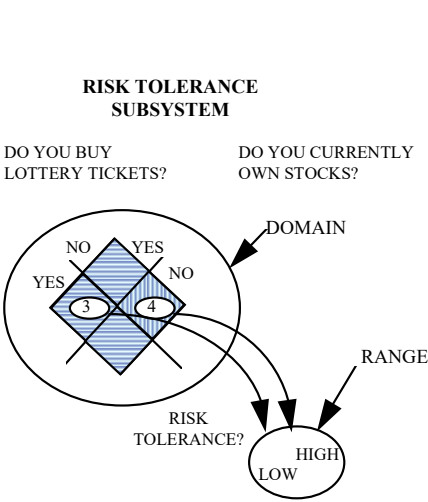 RISK TOLERANCE
SUBSYSTEM
DO YOU BUY
LOTTERY TICKETS?
DO YOU CURRENTLY
OWN STOCKS?
DOMAIN
NO
YES
YES
NO
3
4
RANGE
RISK
TOLERANCE?
HIGH
LOW